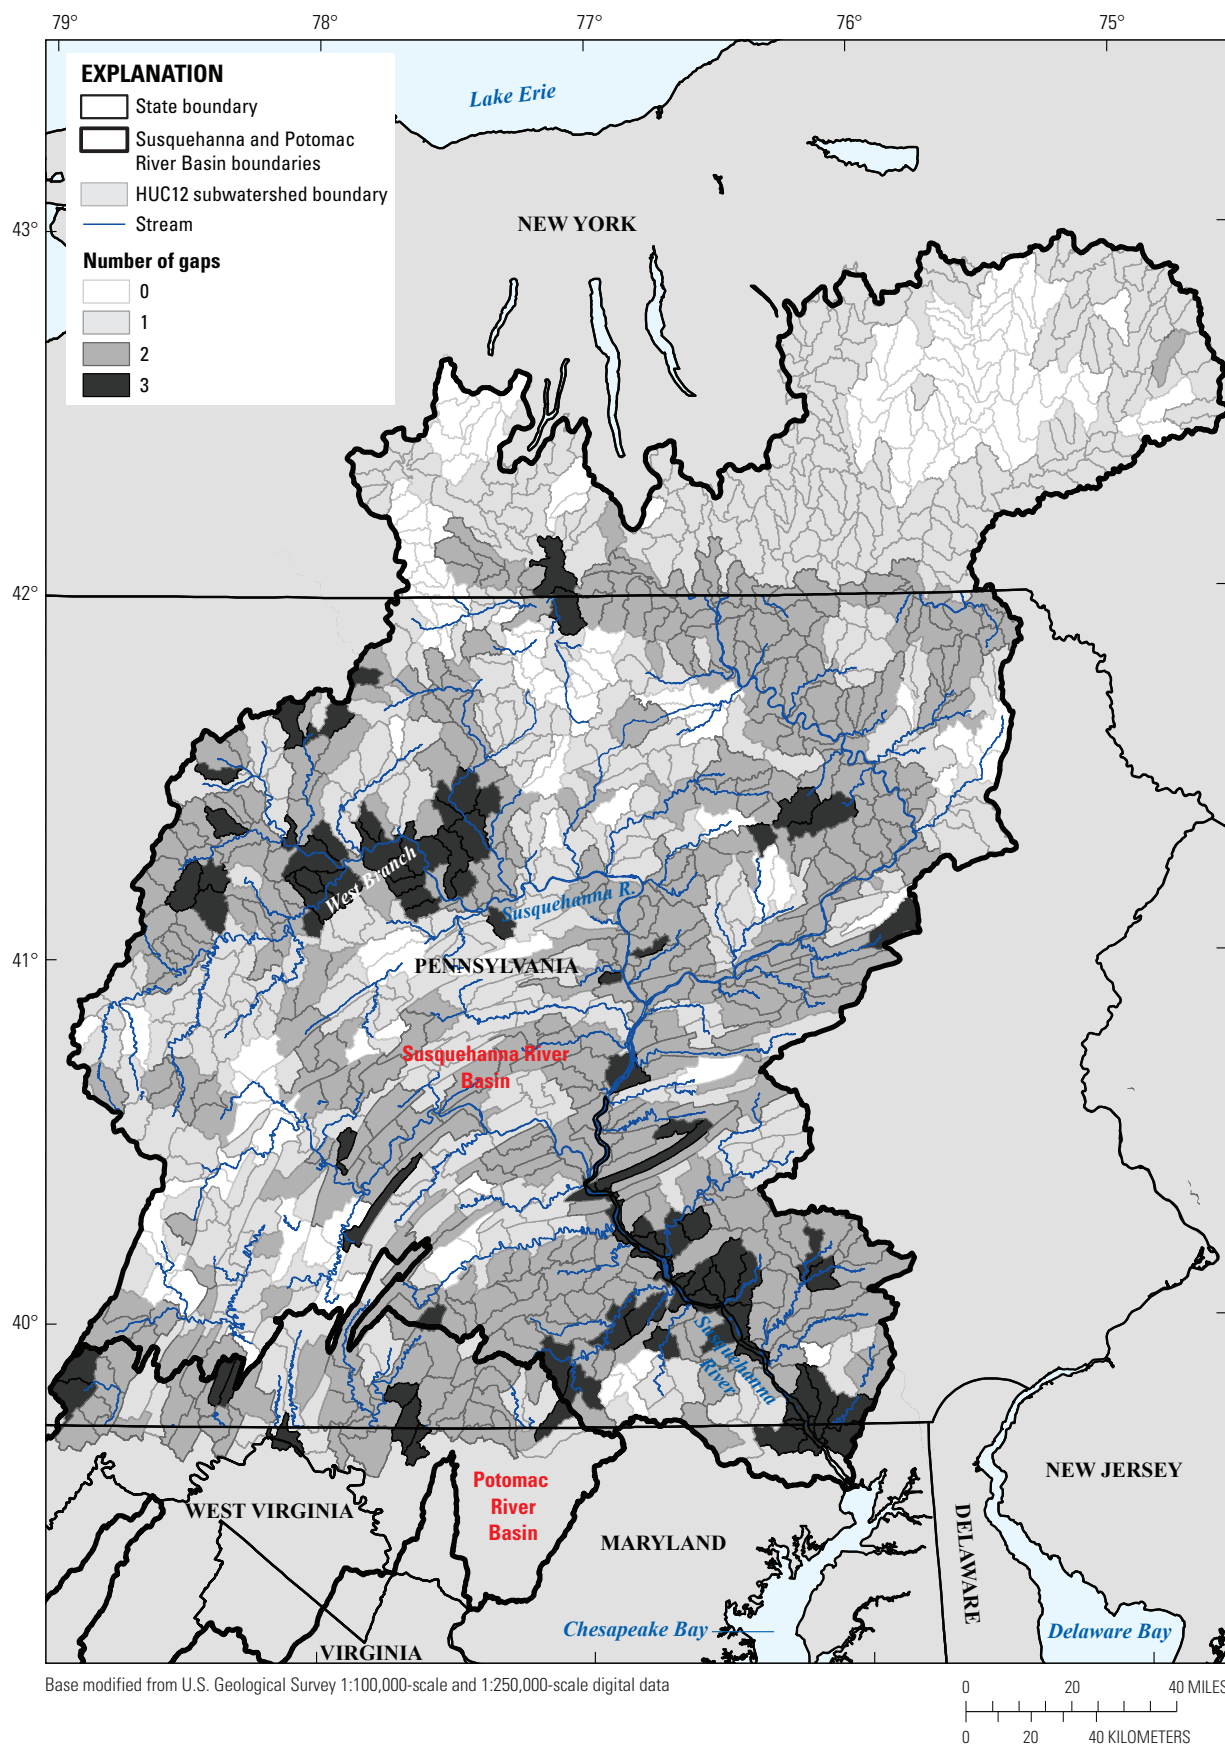 79°
78°
77°
76°
75°
EXPLANATION
State boundary
Susquehanna and Potomac
River Basin boundaries
HUC12 subwatershed boundary
Stream
Number of gaps
0
1
2
3
Lake Erie
NEW YORK
43°
42°
41°
40°
West Branch
Susquehanna R.
PENNSYLVANIA
Susquehanna River
Basin
Susquehanna
River
Potomac
River
Basin
WEST VIRGINIA
VIRGINIA
MARYLAND
DELAWARE
NEW JERSEY
Chesapeake Bay
Delaware Bay
Base modified from U.S. Geological Survey 1:100,000-scale and 1:250,000-scale digital data
0 20 40 MILES
0 20 40 KILOMETERS